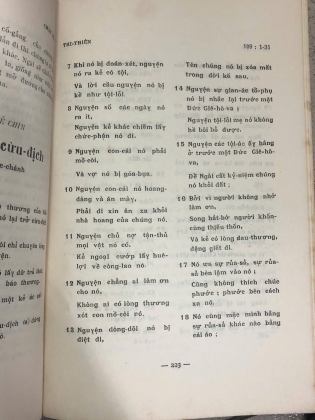 THI-THIÊN
109 : 1-31
7 Khi nó bị đoán-xét, nguyện
nó ra kẻ có tội,
Và lời cầu-nguyện nó bị
kể như tội-lỗi.
8 Nguyện số các ngày nó
ra ít,
Nguyện kẻ khác chiếm lấy
chức-phận nó đi.
9 Nguyện con-cái nó phải
mồ-côi,
Và vợ nó bị góa-bụa.
10 Nguyện con-cái nó hoang-
đàng và ăn mày,
Phải đi xin ăn xa khỏi
nhà hoang của chúng nó.
11 Nguyện chủ nợ tận-thủ
mọi vật nó có.
Kẻ ngoại cướp lấy huê-
lợi về công-lao nó.
12 Nguyện chẳng ai làm ơn
cho nó,
Không ai có lòng thương
xót con mồ-côi nó.
13 Nguyện dòng-dõi nó bị
diệt đi,
Tên chúng nó bị xóa mất
trong đời kế sau.
14 Nguyện sự gian-ác tổ-phụ
nó bị nhắc lại trước mặt
Đức Giê-hô-va ;
Nguyện tội-lỗi mẹ nó không
hề bôi bỏ được.
15 Nguyện các tội-ác ấy hằng
ở trước mặt Đức Giê-hô-
va,
Để Ngài cất kỷ-niệm chúng
nó khỏi đất ;
16 Bởi vì người không nhớ
làm ơn,
Song bắt-bớ người khốn-
cùng thiếu-thốn,
Và kẻ có lòng đau-thương,
đặng giết đi.
17 Nó ưa sự rủa-sả, sự rủa-sả
bèn lâm vào nó ;
Cũng không thích chúc
phước : phước bèn cách
xa nó.
18 Nó cũng mặc mình bằng
sự rủa-sả khác nào bằng
cái áo ;
— 223 —